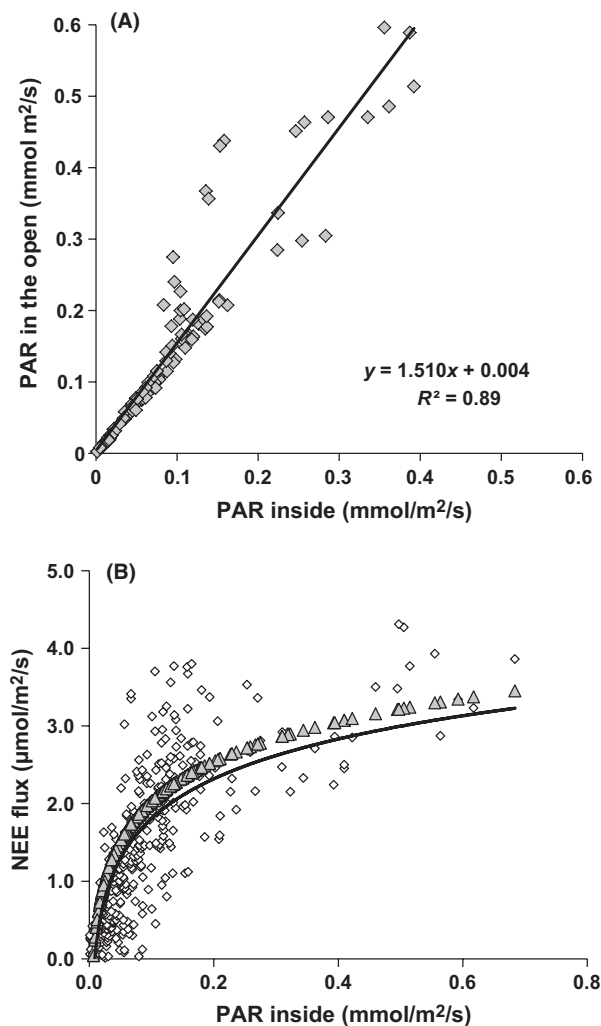 (A)
PAR in the open (mmol m²/s)
0.6
0.5
0.4
0.3
0.2
0.1
0
y = 1.510x + 0.004
R² = 0.89
0 0.1 0.2 0.3 0.4 0.5 0.6
PAR inside (mmol/m²/s)
(B)
NEE flux (µmol/m²/s)
5.0
4.0
3.0
2.0
1.0
0.0
0.0 0.2 0.4 0.6 0.8
PAR inside (mmol/m²/s)